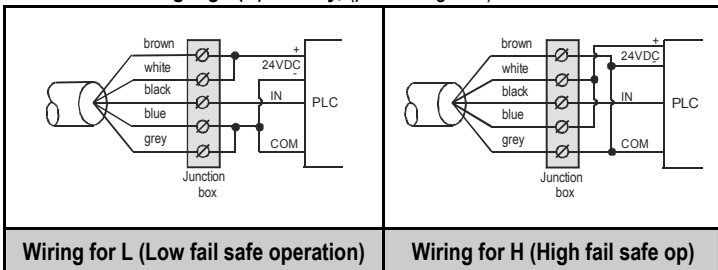 brown
white
black
blue
grey
+
24VDC
-
IN
COM
PLC
Junction
box
brown
white
black
blue
grey
+
24VDC
-
IN
COM
PLC
Junction
box
Wiring for L (Low fail safe operation)
Wiring for H (High fail safe op)